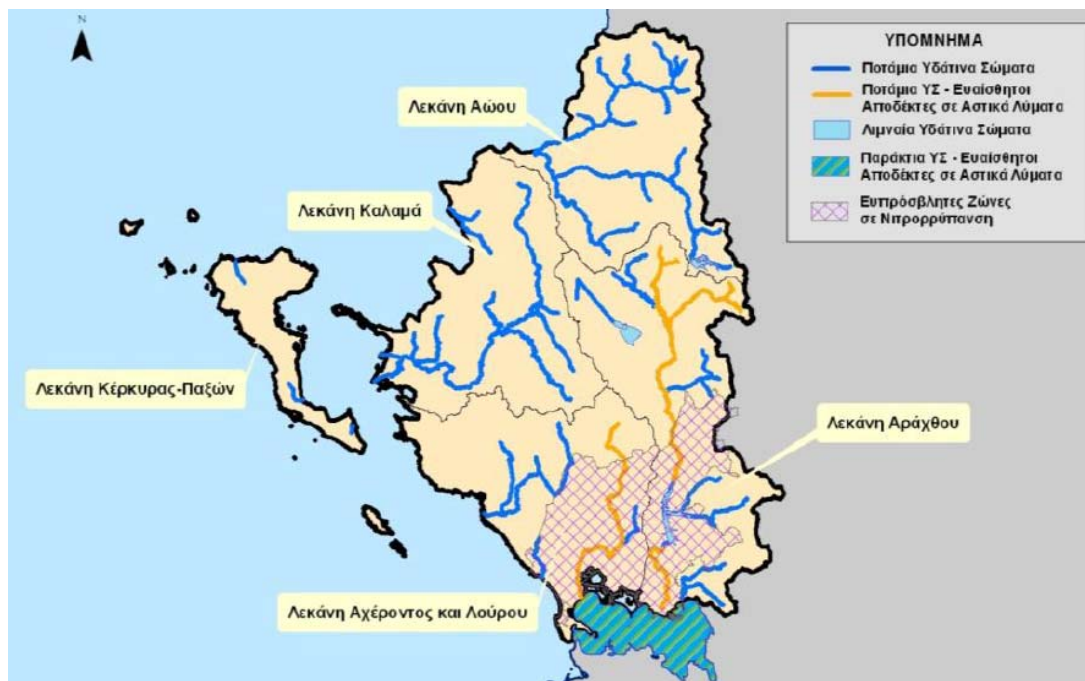 N
ΥΠΟΜΝΗΜΑ
Ποτάμια Υδάτινα Σώματα
Ποτάμια ΥΣ - Ευαίσθητοι
Αποδέκτες σε Αστικά Λύματα
Λιμναία Υδάτινα Σώματα
Παράκτια ΥΣ - Ευαίσθητοι
Αποδέκτες σε Αστικά Λύματα
Ευπρόσβλητες Ζώνες
σε Νιτρορρύπανση
Λεκάνη Αώου
Λεκάνη Καλαμά
Λεκάνη Κέρκυρας-Παξών
Λεκάνη Αράχθου
Λεκάνη Αχέροντος και Λούρου